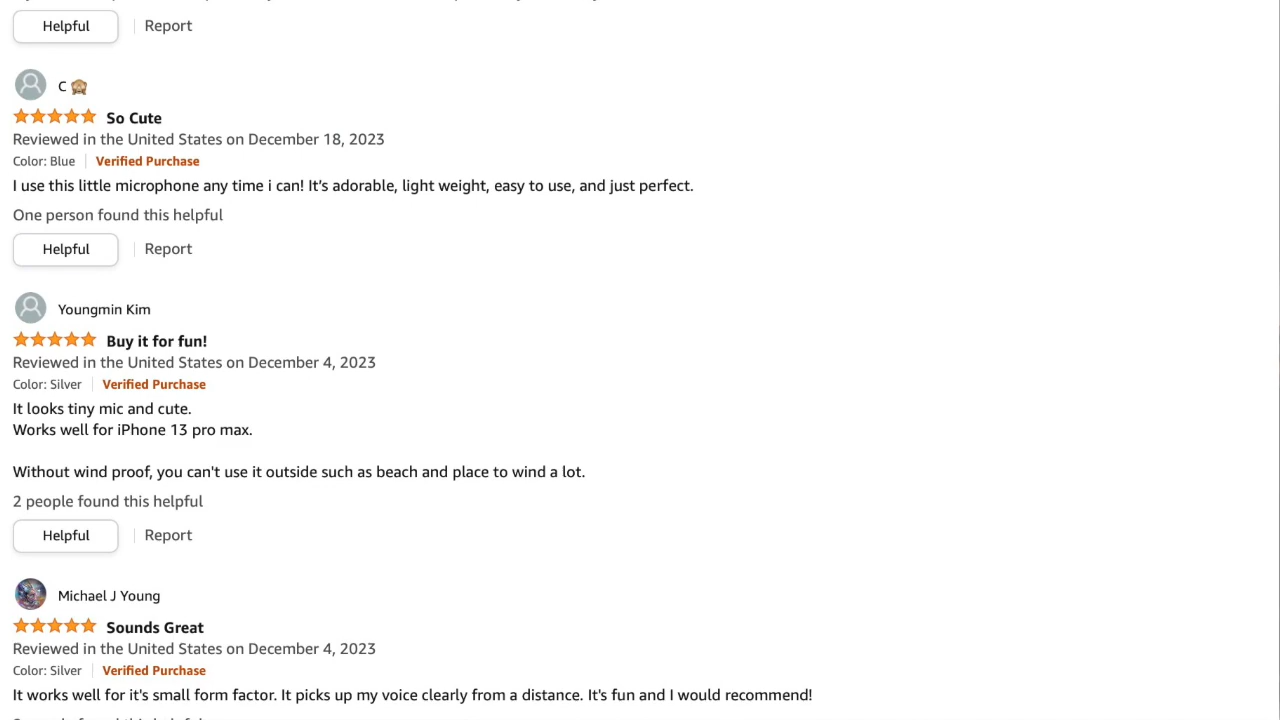 Helpful
Report
C 🙈
So Cute
Reviewed in the United States on December 18, 2023
Color: Blue
Verified Purchase
I use this little microphone any time i can! It’s adorable, light weight, easy to use, and just perfect.
One person found this helpful
Helpful
Report
Youngmin Kim
Buy it for fun!
Reviewed in the United States on December 4, 2023
Color: Silver
Verified Purchase
It looks tiny mic and cute.
Works well for iPhone 13 pro max.
Without wind proof, you can't use it outside such as beach and place to wind a lot.
2 people found this helpful
Helpful
Report
Michael J Young
Sounds Great
Reviewed in the United States on December 4, 2023
Color: Silver
Verified Purchase
It works well for it's small form factor. It picks up my voice clearly from a distance. It's fun and I would recommend!